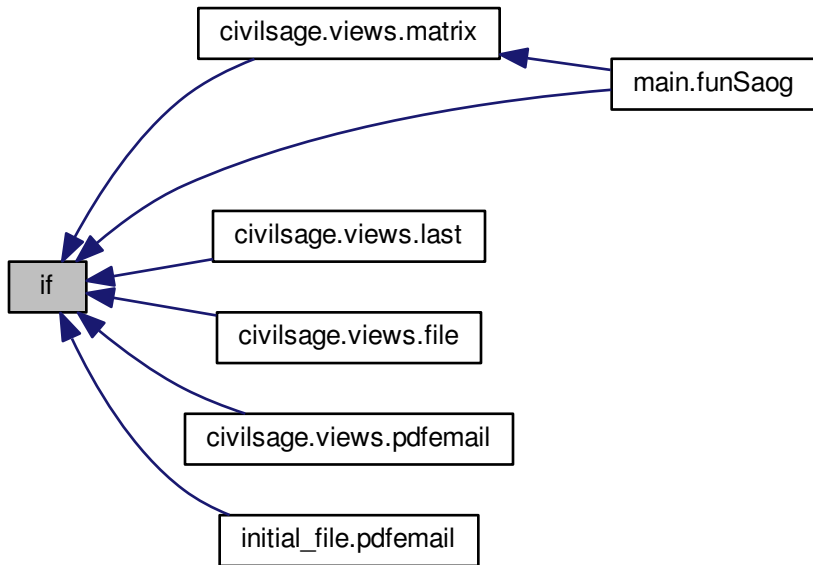 civilsage.views.matrix
main.funSaog
civilsage.views.last
if
civilsage.views.file
civilsage.views.pdfemail
initial_file.pdfemail